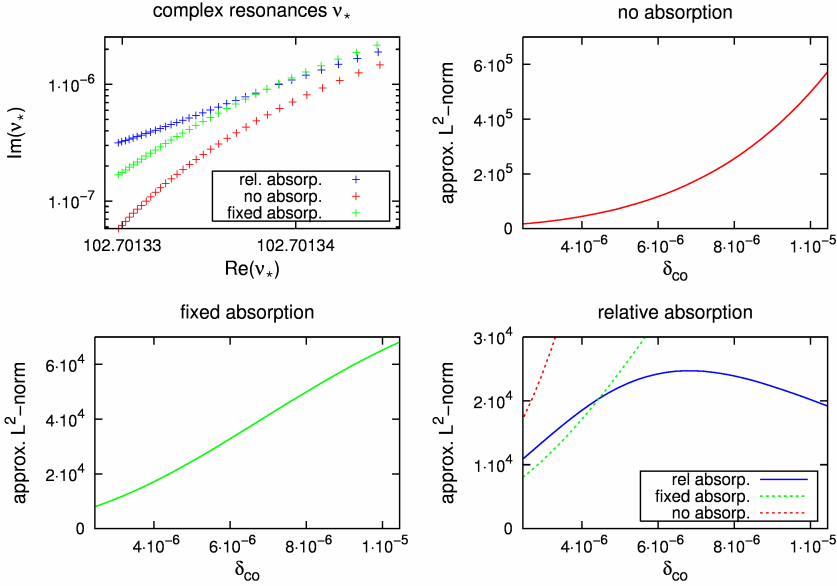 complex resonances ν*
Im(ν*)
1·10⁻⁶
1·10⁻⁷
rel. absorp.
no absorp.
fixed absorp.
102.70133
102.70134
Re(ν*)
no absorption
approx. L²−norm
6·10⁵
4·10⁵
2·10⁵
0
4·10⁻⁶
6·10⁻⁶
8·10⁻⁶
1·10⁻⁵
δco
fixed absorption
approx. L²−norm
6·10⁴
4·10⁴
2·10⁴
0
4·10⁻⁶
6·10⁻⁶
8·10⁻⁶
1·10⁻⁵
δco
relative absorption
approx. L²−norm
3·10⁴
2·10⁴
1·10⁴
0
rel absorp.
fixed absorp.
no absorp.
4·10⁻⁶
6·10⁻⁶
8·10⁻⁶
1·10⁻⁵
δco